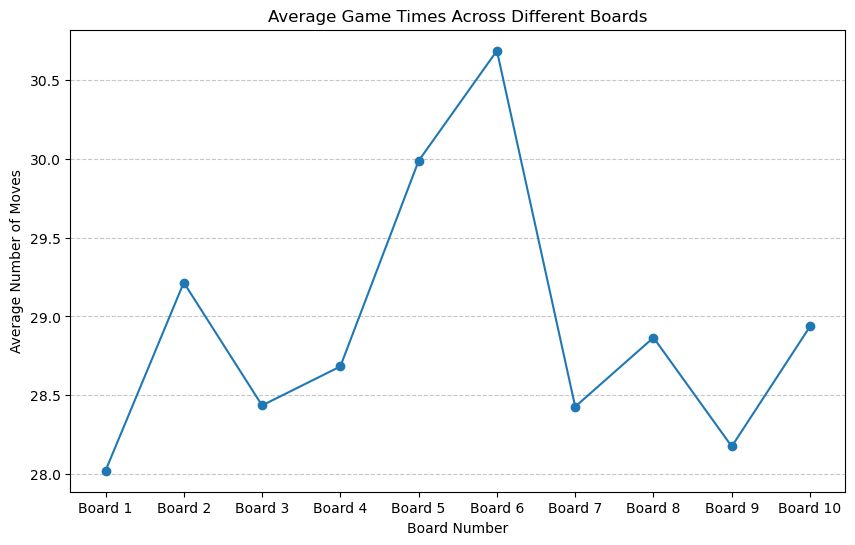 Average Game Times Across Different Boards
Average Number of Moves
30.5
30.0
29.5
29.0
28.5
28.0
Board 1 Board 2 Board 3 Board 4 Board 5 Board 6 Board 7 Board 8 Board 9 Board 10
Board Number